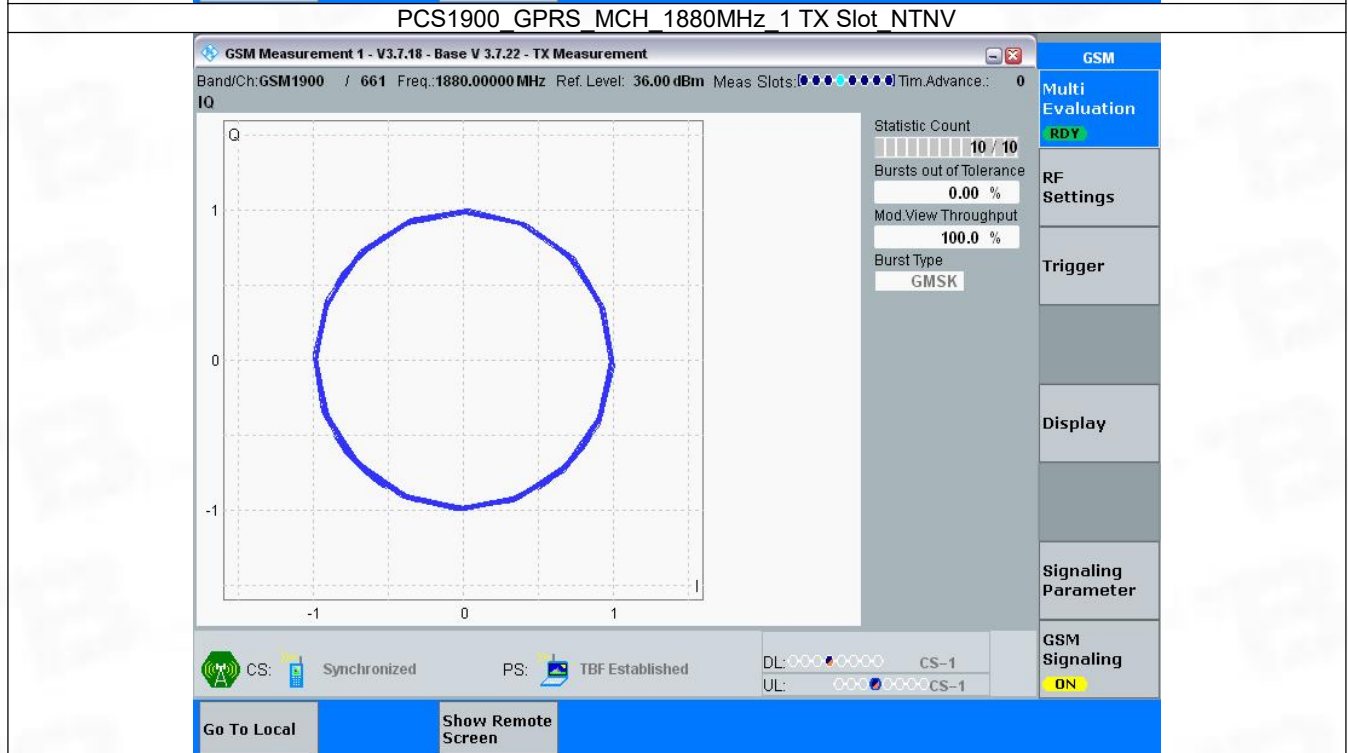 PCS1900_GPRS_MCH_1880MHz_1 TX Slot_NTNV
GSM Measurement 1 - V3.7.18 - Base V 3.7.22 - TX Measurement
GSM
Band/Ch:GSM1900 / 661 Freq.:1880.00000 MHz Ref. Level: 36.00 dBm Meas Slots: Tim.Advance.: 0
IQ
Multi
Evaluation
RDY
Q
Statistic Count
10 / 10
Bursts out of Tolerance
0.00 %
Mod.View Throughput
100.0 %
Burst Type
GMSK
RF
Settings
Trigger
1
0
-1
I
-1 0 1
Display
Signaling
Parameter
GSM
Signaling
ON
CS: Synchronized PS: TBF Established DL: CS-1
UL: CS-1
Go To Local
Show Remote
Screen